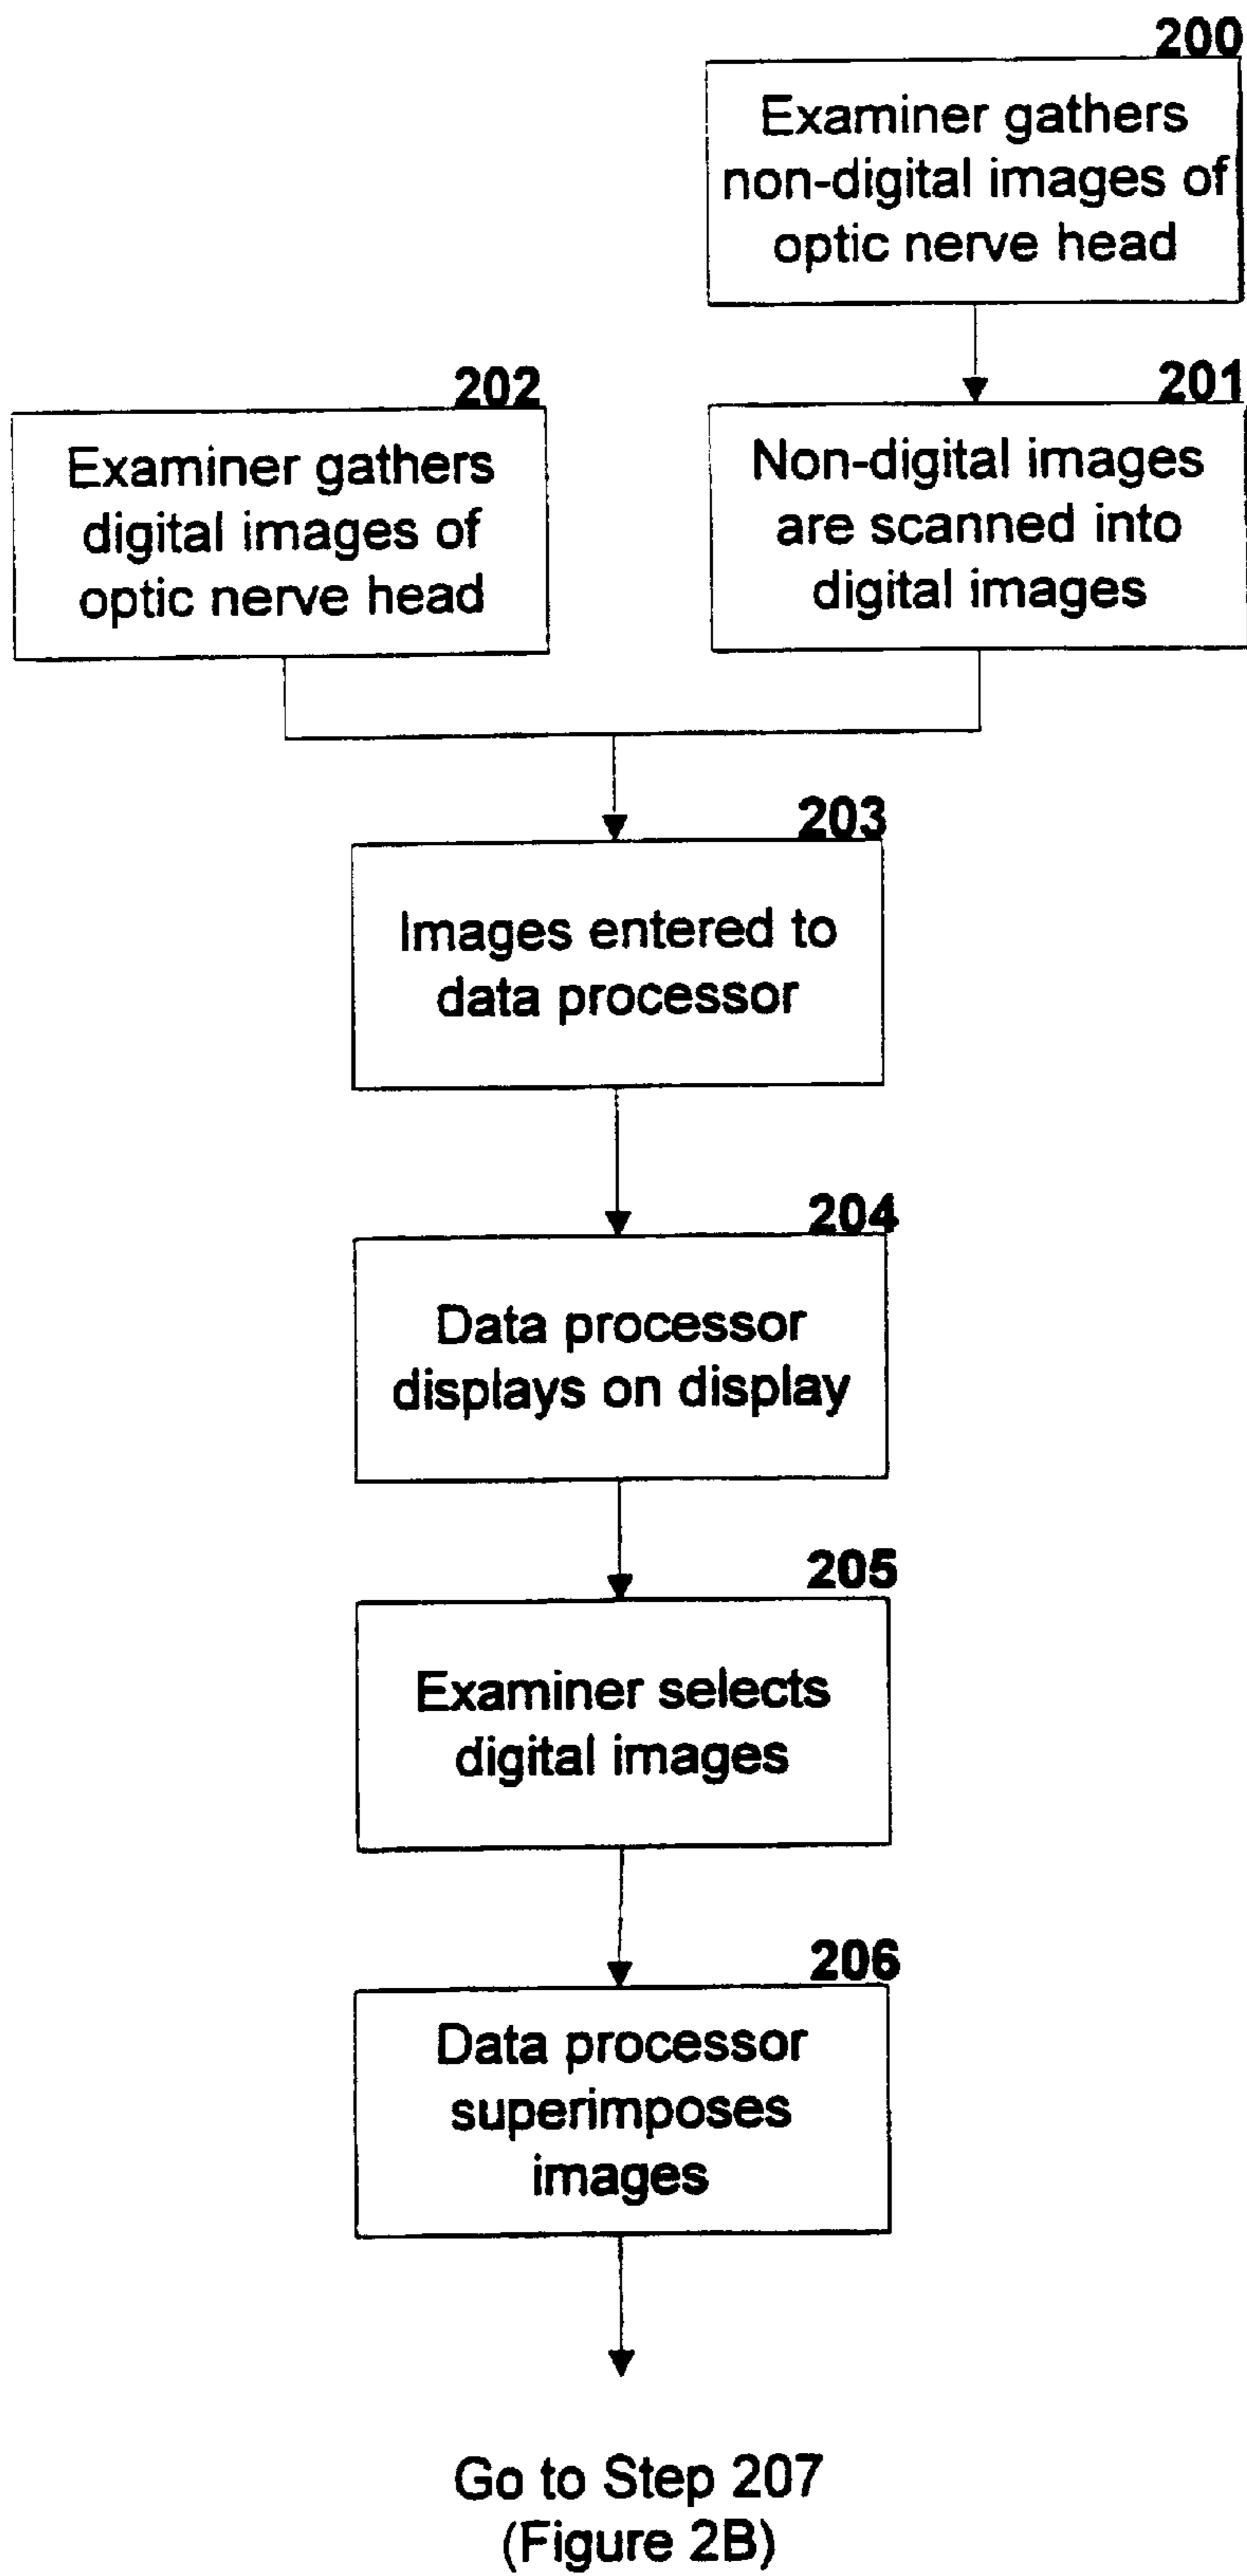 200
Examiner gathers
non-digital images of
optic nerve head
202
Examiner gathers
digital images of
optic nerve head
201
Non-digital images
are scanned into
digital images
203
Images entered to
data processor
204
Data processor
displays on display
205
Examiner selects
digital images
206
Data processor
superimposes
images
Go to Step 207
(Figure 2B)